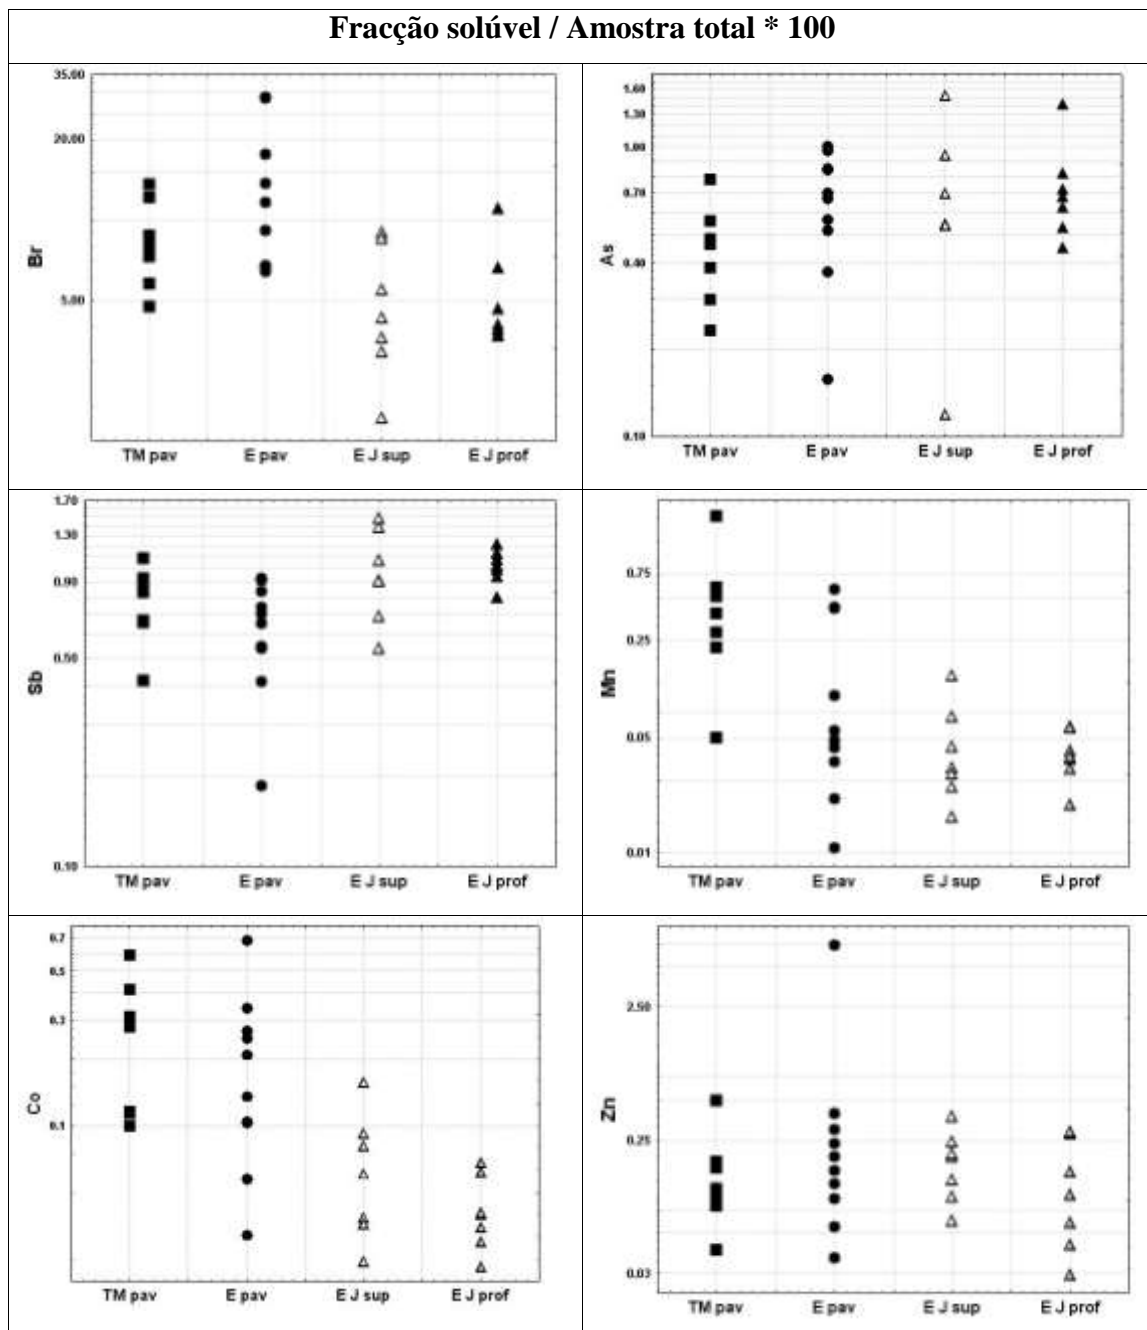 Fracção solúvel / Amostra total * 100
35.00
20.00
5.00
Br
TM pav E pav E J sup E J prof
1.60
1.30
1.00
0.70
0.40
0.10
As
TM pav E pav E J sup E J prof
1.70
1.30
0.90
0.50
0.10
Sb
TM pav E pav E J sup E J prof
0.75
0.25
0.05
0.01
Mn
TM pav E pav E J sup E J prof
0.7
0.5
0.3
0.1
Co
TM pav E pav E J sup E J prof
2.50
0.25
0.03
Zn
TM pav E pav E J sup E J prof